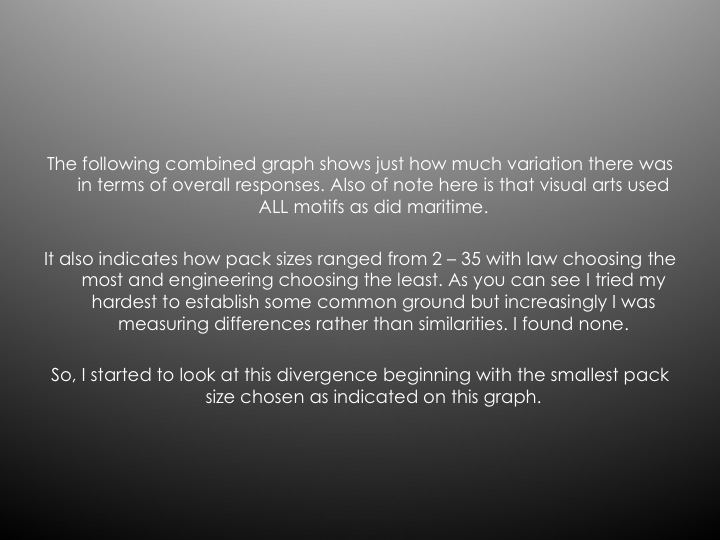 The following combined graph shows just how much variation there was
in terms of overall responses. Also of note here is that visual arts used
ALL motifs as did maritime.
It also indicates how pack sizes ranged from 2 – 35 with law choosing the
most and engineering choosing the least. As you can see I tried my
hardest to establish some common ground but increasingly I was
measuring differences rather than similarities. I found none.
So, I started to look at this divergence beginning with the smallest pack
size chosen as indicated on this graph.